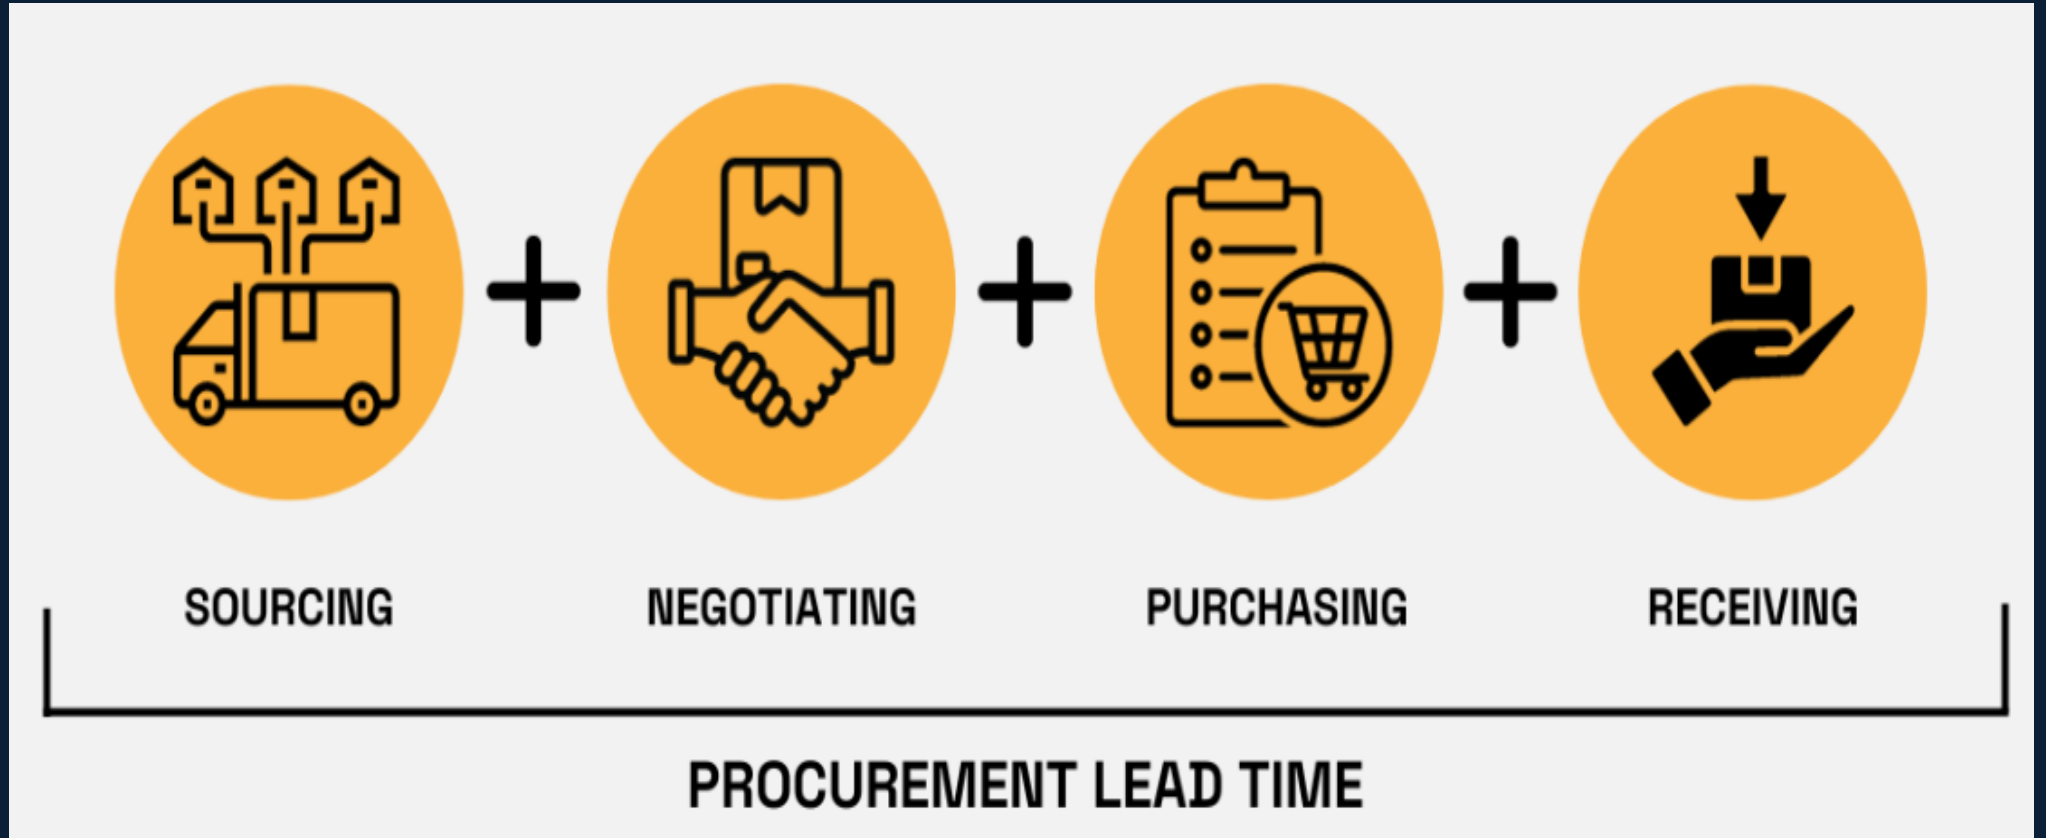 SOURCING
NEGOTIATING
PURCHASING
RECEIVING
PROCUREMENT LEAD TIME